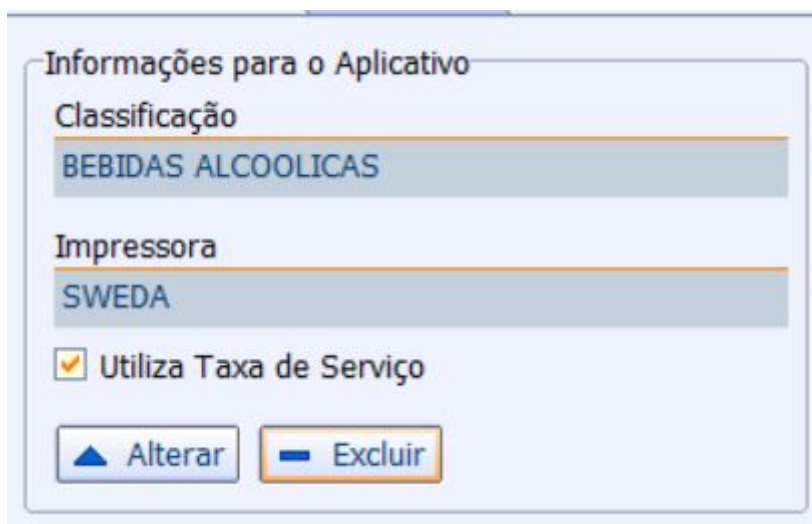 Informações para o Aplicativo
Classificação
BEBIDAS ALCOOLICAS
Impressora
SWEDA
Utiliza Taxa de Serviço
Alterar Excluir